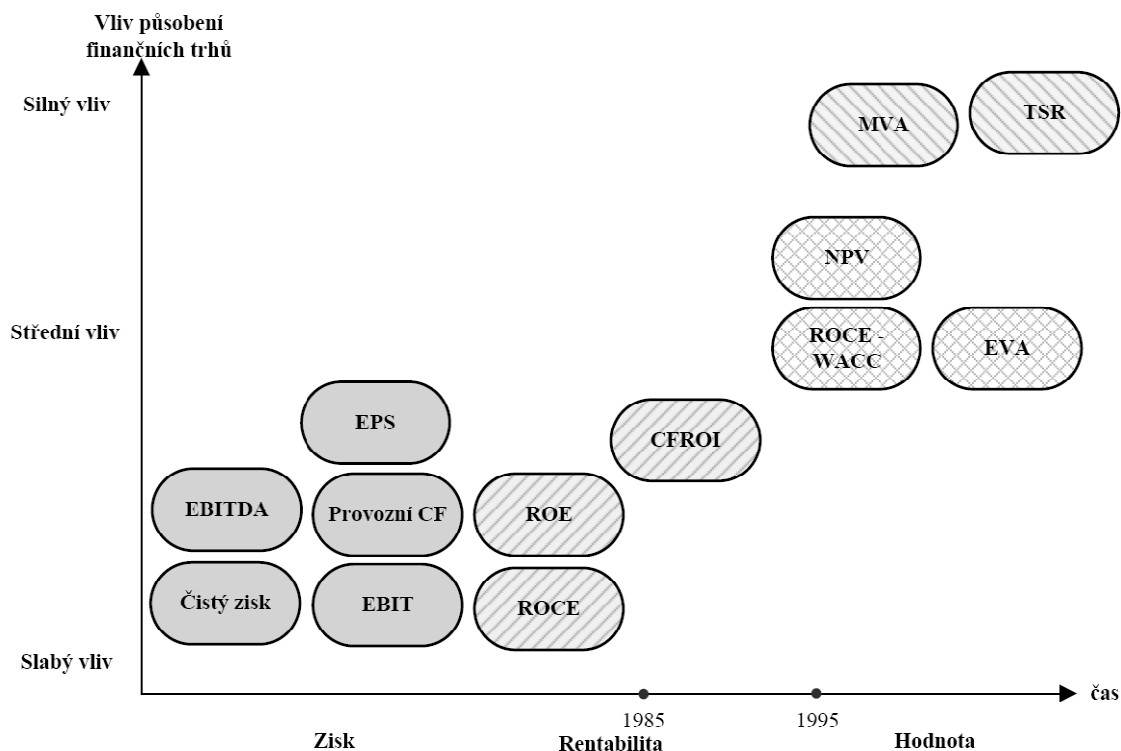 Vliv působení
finančních trhů
Silný vliv
MVA
TSR
NPV
Střední vliv
ROCE -
WACC
EVA
EPS
CFROI
EBITDA
Provozní CF
ROE
Čistý zisk
EBIT
ROCE
Slabý vliv
čas
1985
1995
Zisk
Rentabilita
Hodnota